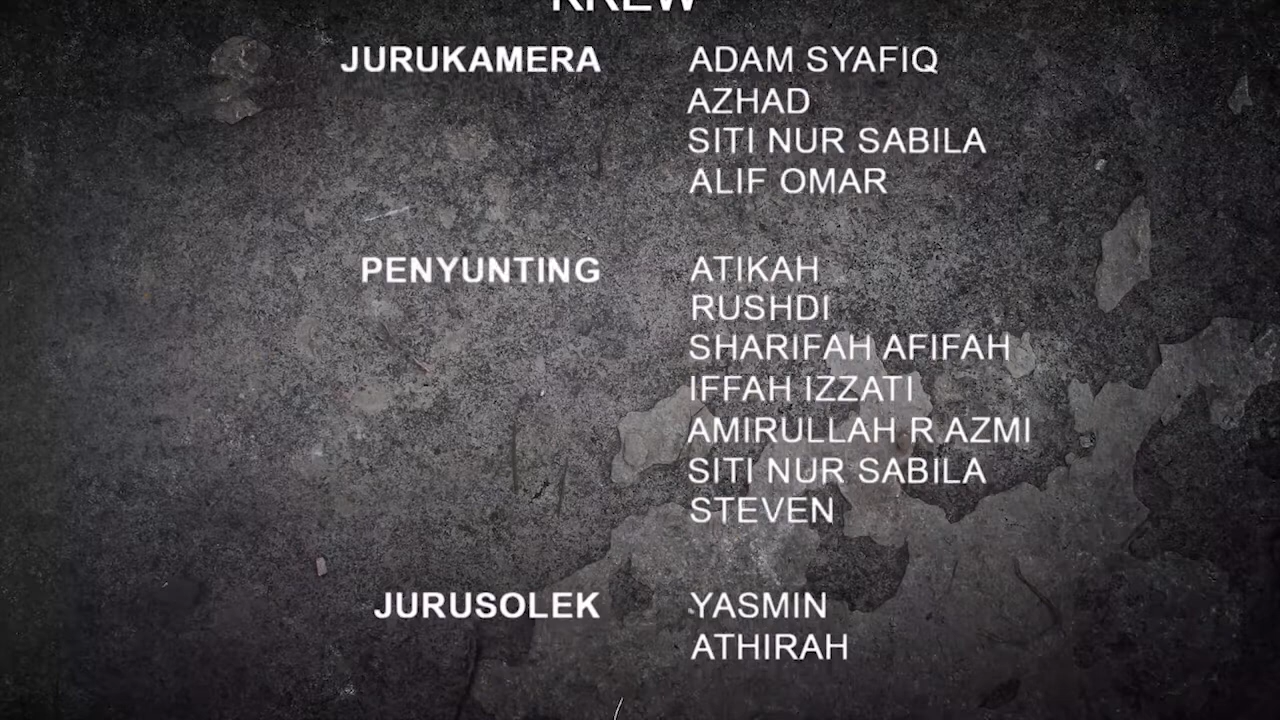 KREW
JURUKAMERA ADAM SYAFIQ
AZHAD
SITI NUR SABILA
ALIF OMAR
PENYUNTING ATIKAH
RUSHDI
SHARIFAH AFIFAH
IFFAH IZZATI
AMIRULLAH R AZMI
SITI NUR SABILA
STEVEN
JURUSOLEK YASMIN
ATHIRAH